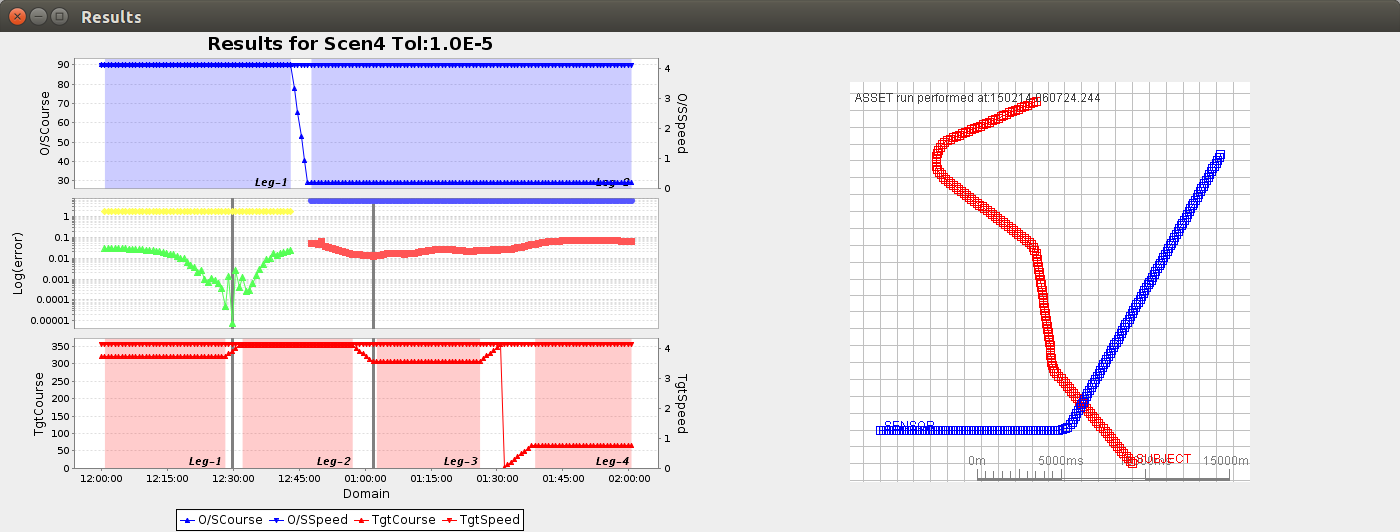 Results
Results for Scen4 Tol:1.0E-5
90
80
70
60
50
40
30
O/SCourse
4
3
2
1
0
O/SSpeed
Leg-1
Leg-2
1
0.1
0.01
0.001
0.0001
0.00001
Log(error)
350
300
250
200
150
100
50
0
TgtCourse
4
3
2
1
0
TgtSpeed
Leg-1 Leg-2 Leg-3 Leg-4
12:00:00 12:15:00 12:30:00 12:45:00 01:00:00 01:15:00 01:30:00 01:45:00 02:00:00
Domain
O/SCourse O/SSpeed TgtCourse TgtSpeed
ASSET run performed at:150214 060724.244
SENSOR
SUBJECT
0m 5000ms 15000m